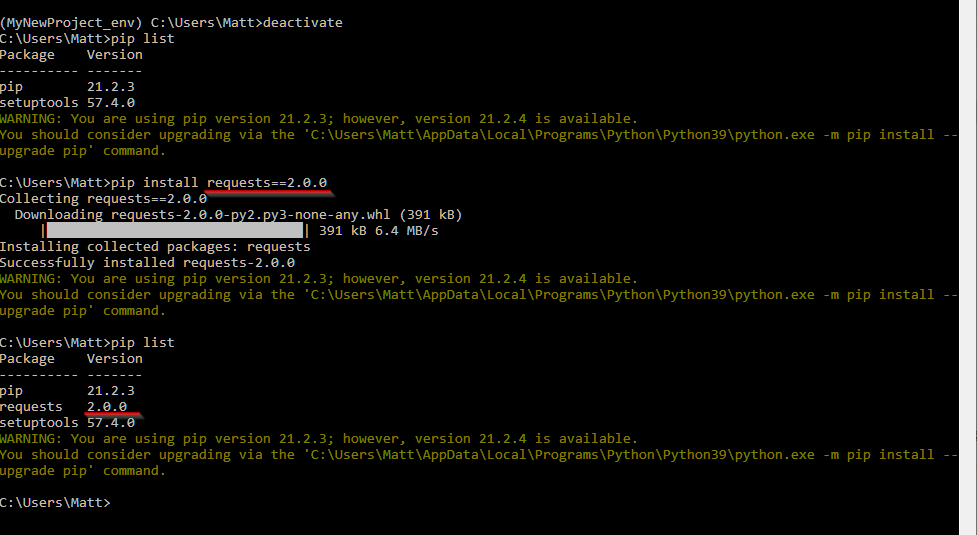 (MyNewProject_env) C:\Users\Matt>deactivate
C:\Users\Matt>pip list
Package    Version
---------- -------
pip        21.2.3
setuptools 57.4.0
WARNING: You are using pip version 21.2.3; however, version 21.2.4 is available.
You should consider upgrading via the 'C:\Users\Matt\AppData\Local\Programs\Python\Python39\python.exe -m pip install --
upgrade pip' command.
C:\Users\Matt>pip install requests==2.0.0
Collecting requests==2.0.0
  Downloading requests-2.0.0-py2.py3-none-any.whl (391 kB)
     |████████████████████████████████| 391 kB 6.4 MB/s
Installing collected packages: requests
Successfully installed requests-2.0.0
WARNING: You are using pip version 21.2.3; however, version 21.2.4 is available.
You should consider upgrading via the 'C:\Users\Matt\AppData\Local\Programs\Python\Python39\python.exe -m pip install --
upgrade pip' command.
C:\Users\Matt>pip list
Package    Version
---------- -------
pip        21.2.3
requests   2.0.0
setuptools 57.4.0
WARNING: You are using pip version 21.2.3; however, version 21.2.4 is available.
You should consider upgrading via the 'C:\Users\Matt\AppData\Local\Programs\Python\Python39\python.exe -m pip install --
upgrade pip' command.
C:\Users\Matt>